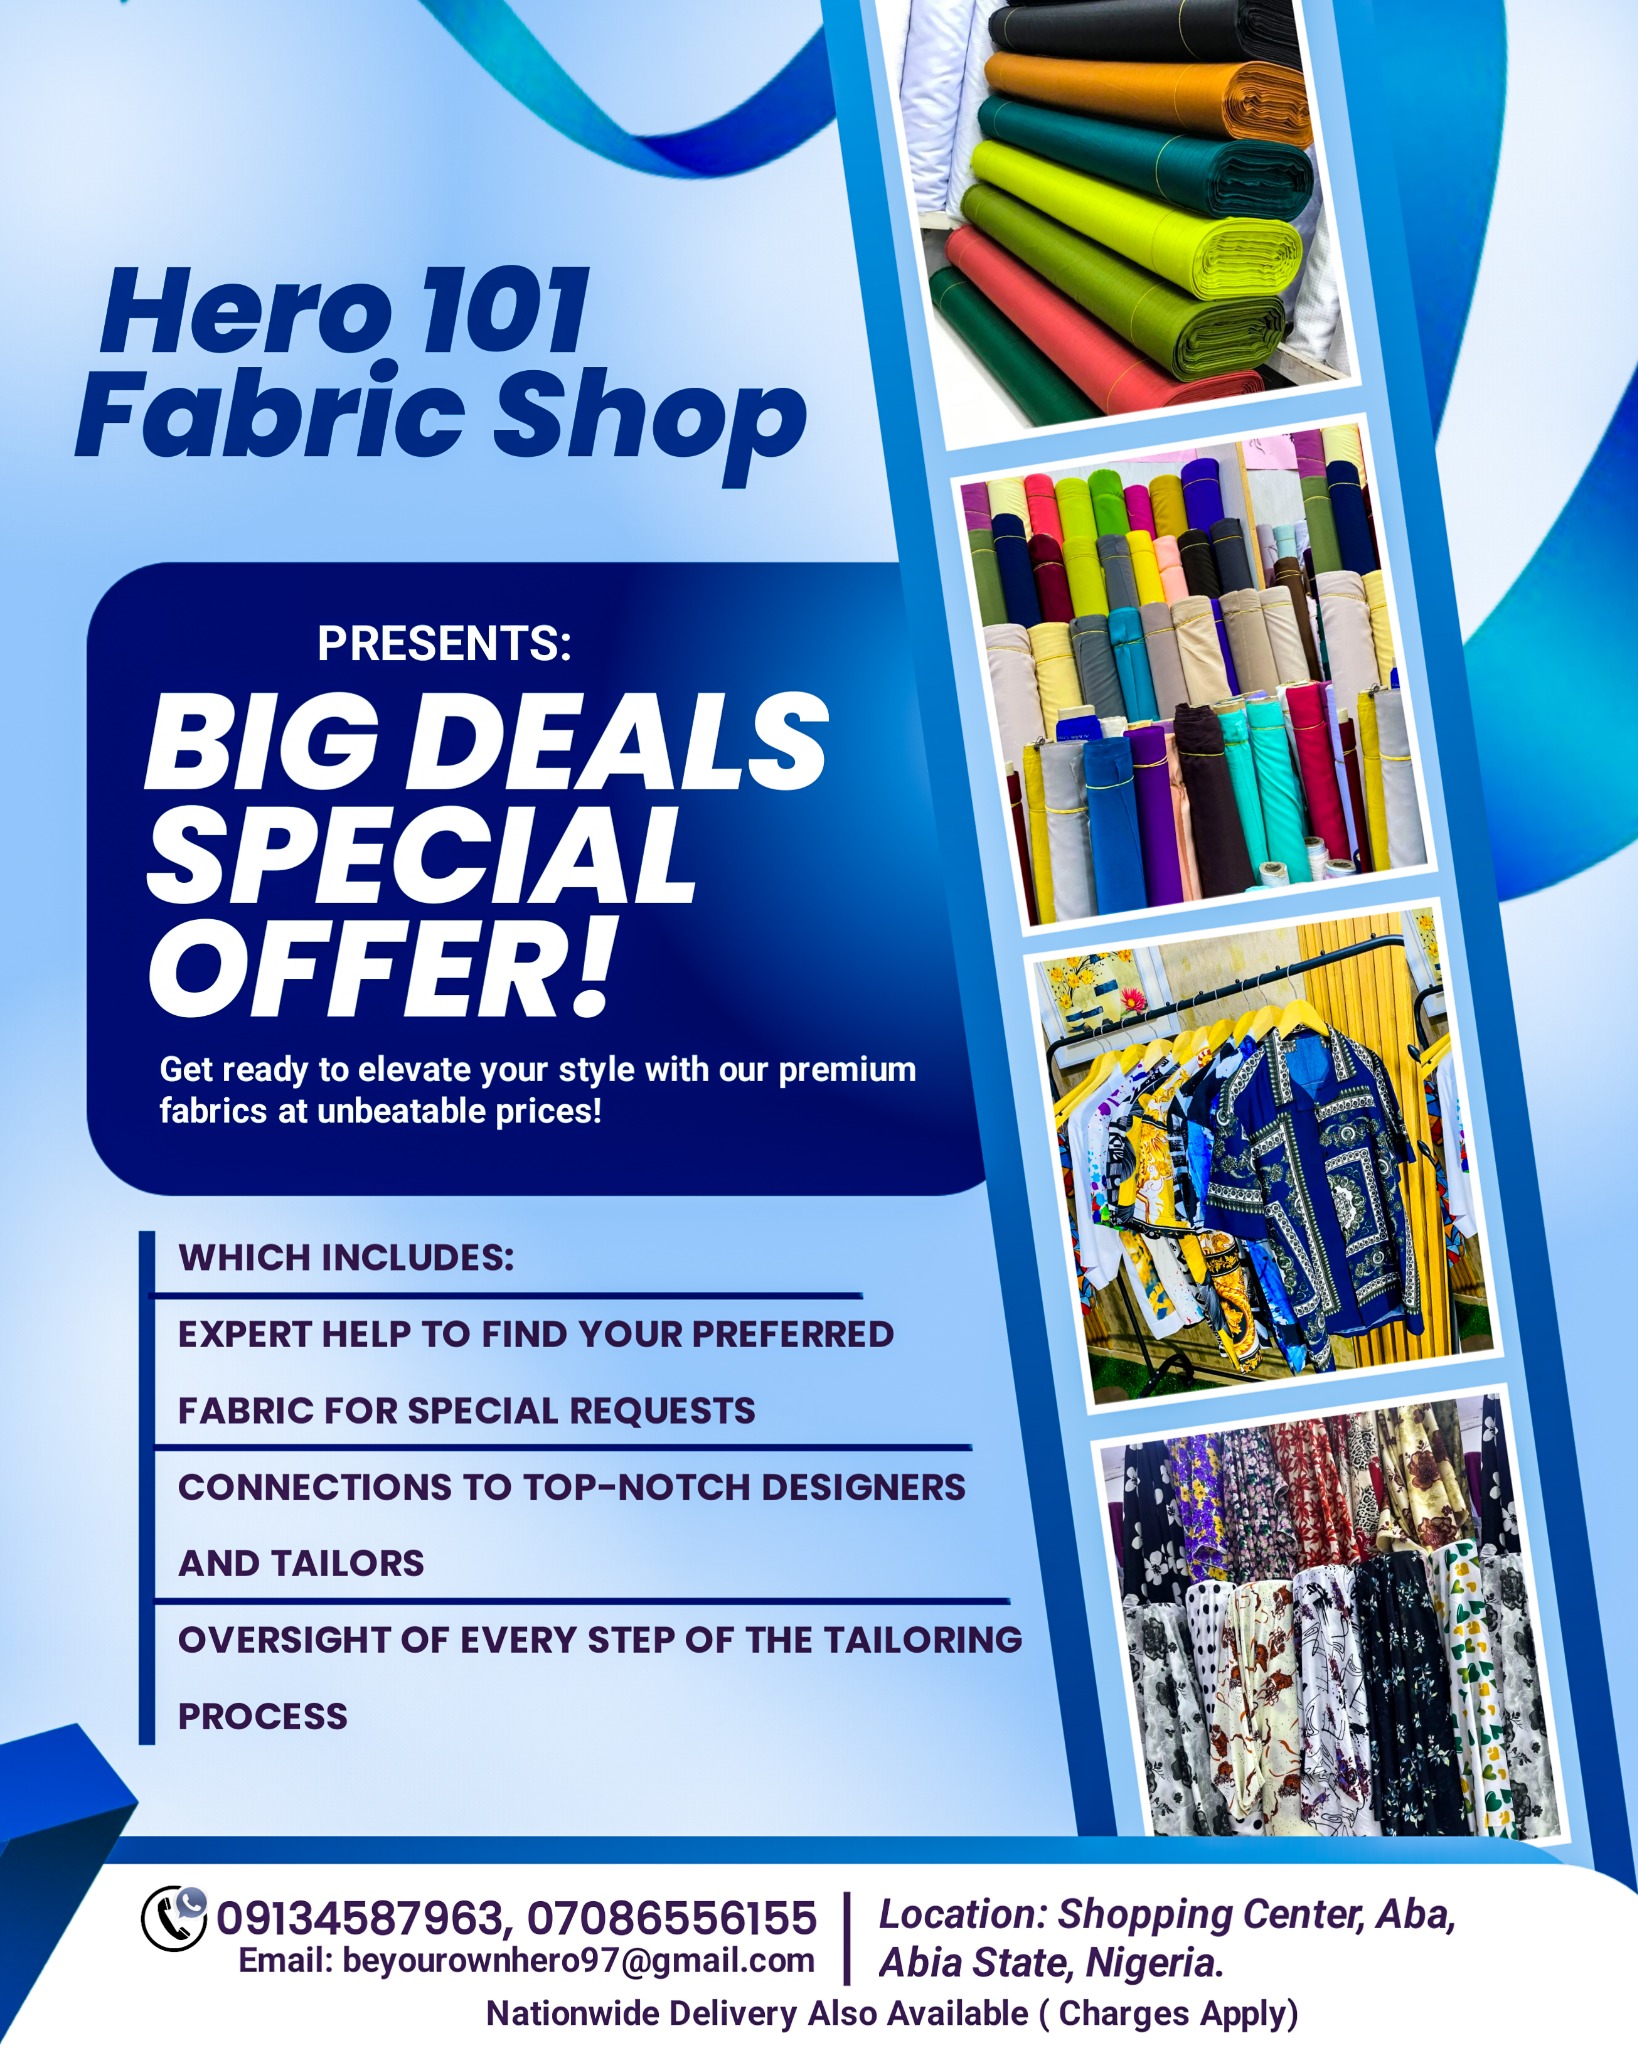 Hero 101
Fabric Shop
PRESENTS:
BIG DEALS
SPECIAL
OFFER!
Get ready to elevate your style with our premium
fabrics at unbeatable prices!
WHICH INCLUDES:
EXPERT HELP TO FIND YOUR PREFERRED
FABRIC FOR SPECIAL REQUESTS
CONNECTIONS TO TOP-NOTCH DESIGNERS
AND TAILORS
OVERSIGHT OF EVERY STEP OF THE TAILORING
PROCESS
09134587963, 07086556155
Email: beyourownhero97@gmail.com
Location: Shopping Center, Aba,
Abia State, Nigeria.
Nationwide Delivery Also Available ( Charges Apply)